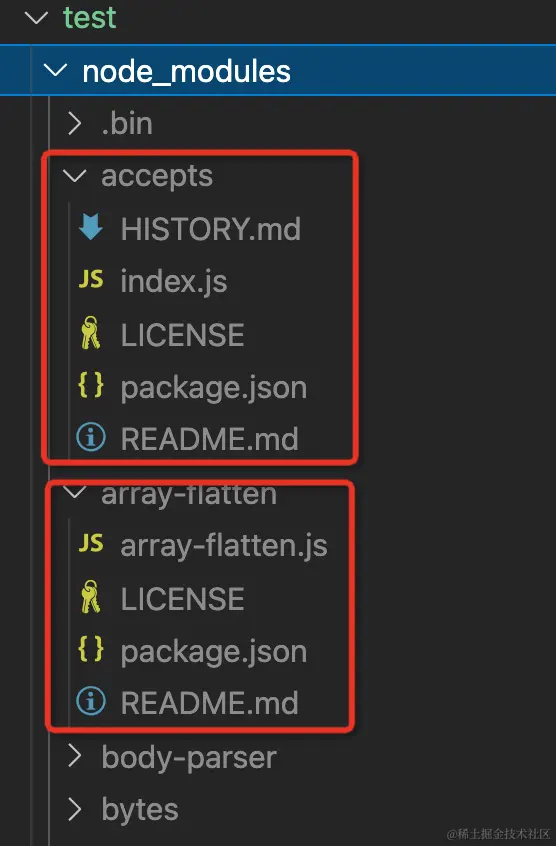 test
node_modules
.bin
accepts
HISTORY.md
JS index.js
LICENSE
{} package.json
README.md
array-flatten
JS array-flatten.js
LICENSE
{} package.json
README.md
body-parser
bytes
@稀土掘金技术社区